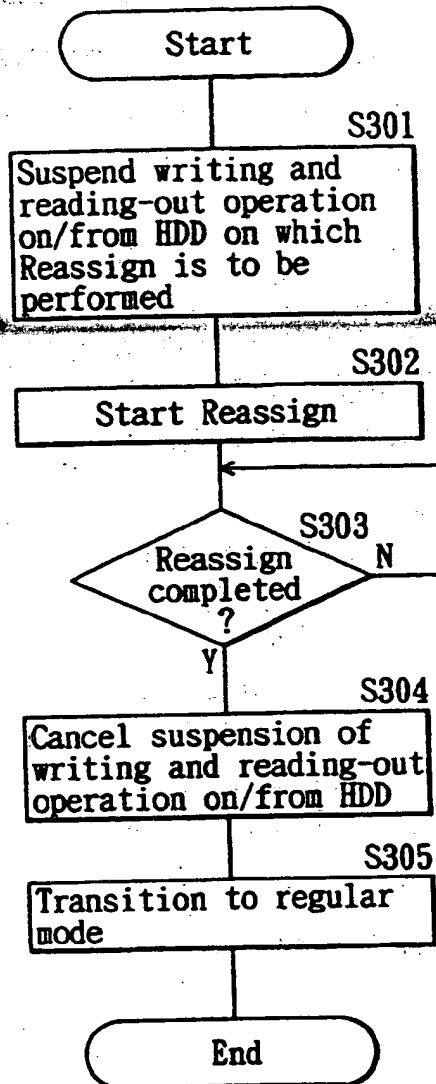 Start
S301
Suspend writing and
reading-out operation
on/from HDD on which
Reassign is to be
performed
S302
Start Reassign
S303
Reassign
completed
?
N
Y
S304
Cancel suspension of
writing and reading-out
operation on/from HDD
S305
Transition to regular
mode
End